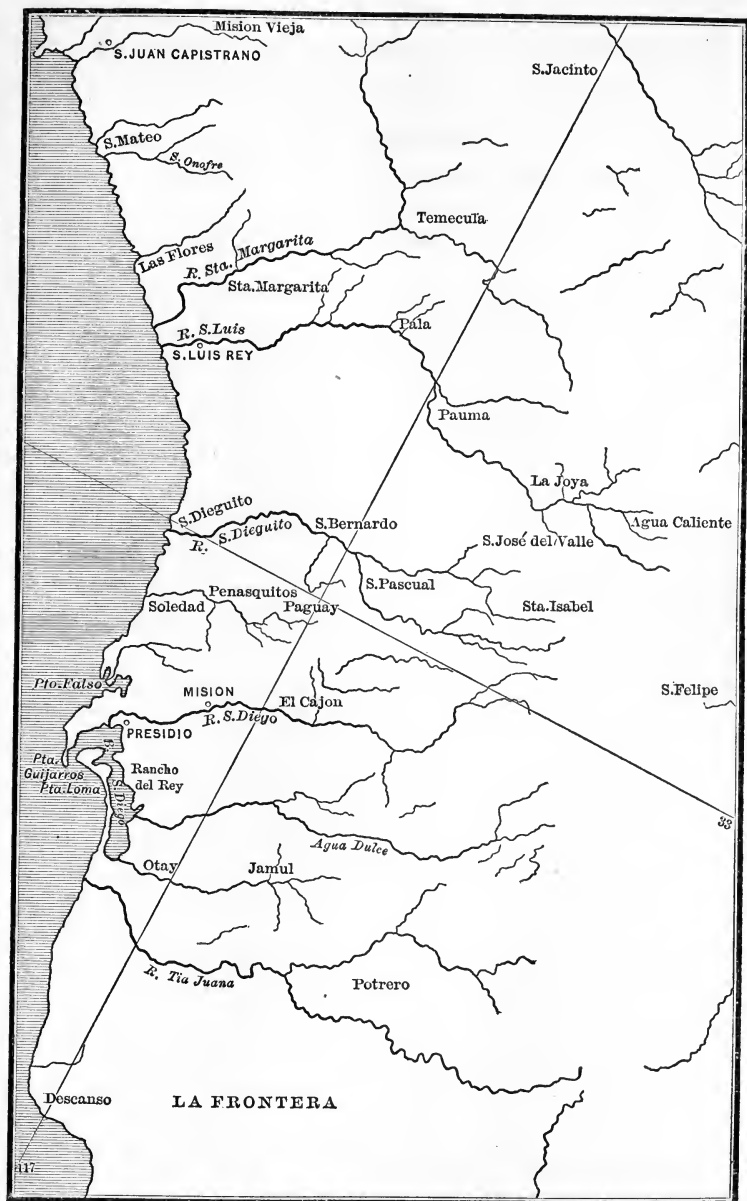 Mision Vieja
S. JUAN CAPISTRANO
S. Jacinto
S. Mateo
S. Onofre
Temecula
Las Flores
R. Sta. Margarita
Sta. Margarita
R. S. Luis
S. LUIS REY
Pala
Pauma
La Joya
Agua Caliente
S. Dieguito
R. S. Dieguito
S. Bernardo
S. José del Valle
S. Pascual
Penasquitos
Soledad
Paguay
Sta. Isabel
Pto. Falso
MISION
El Cajon
S. Felipe
R. S. Diego
PRESIDIO
Pta.
Guijarros
Pta. Loma
S. Diego
Rancho
del Rey
33
Agua Dulce
Otay
Jamul
R. Tia Juana
Potrero
Descanso
LA FRONTERA
117